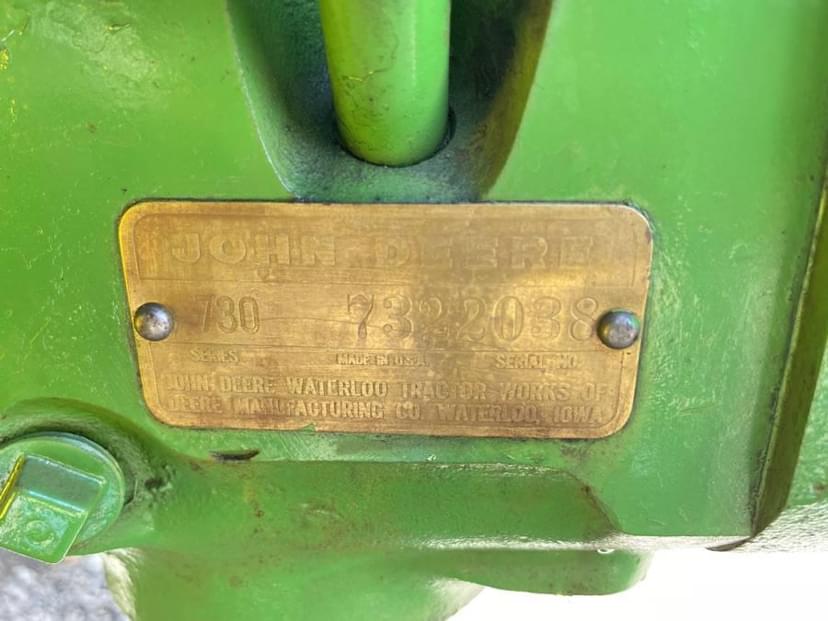 JOHN DEERE
730 7322038
SERIES MADE IN U.S.A. SERIAL NO.
JOHN DEERE WATERLOO TRACTOR WORKS OF
DEERE MANUFACTURING CO. WATERLOO, IOWA